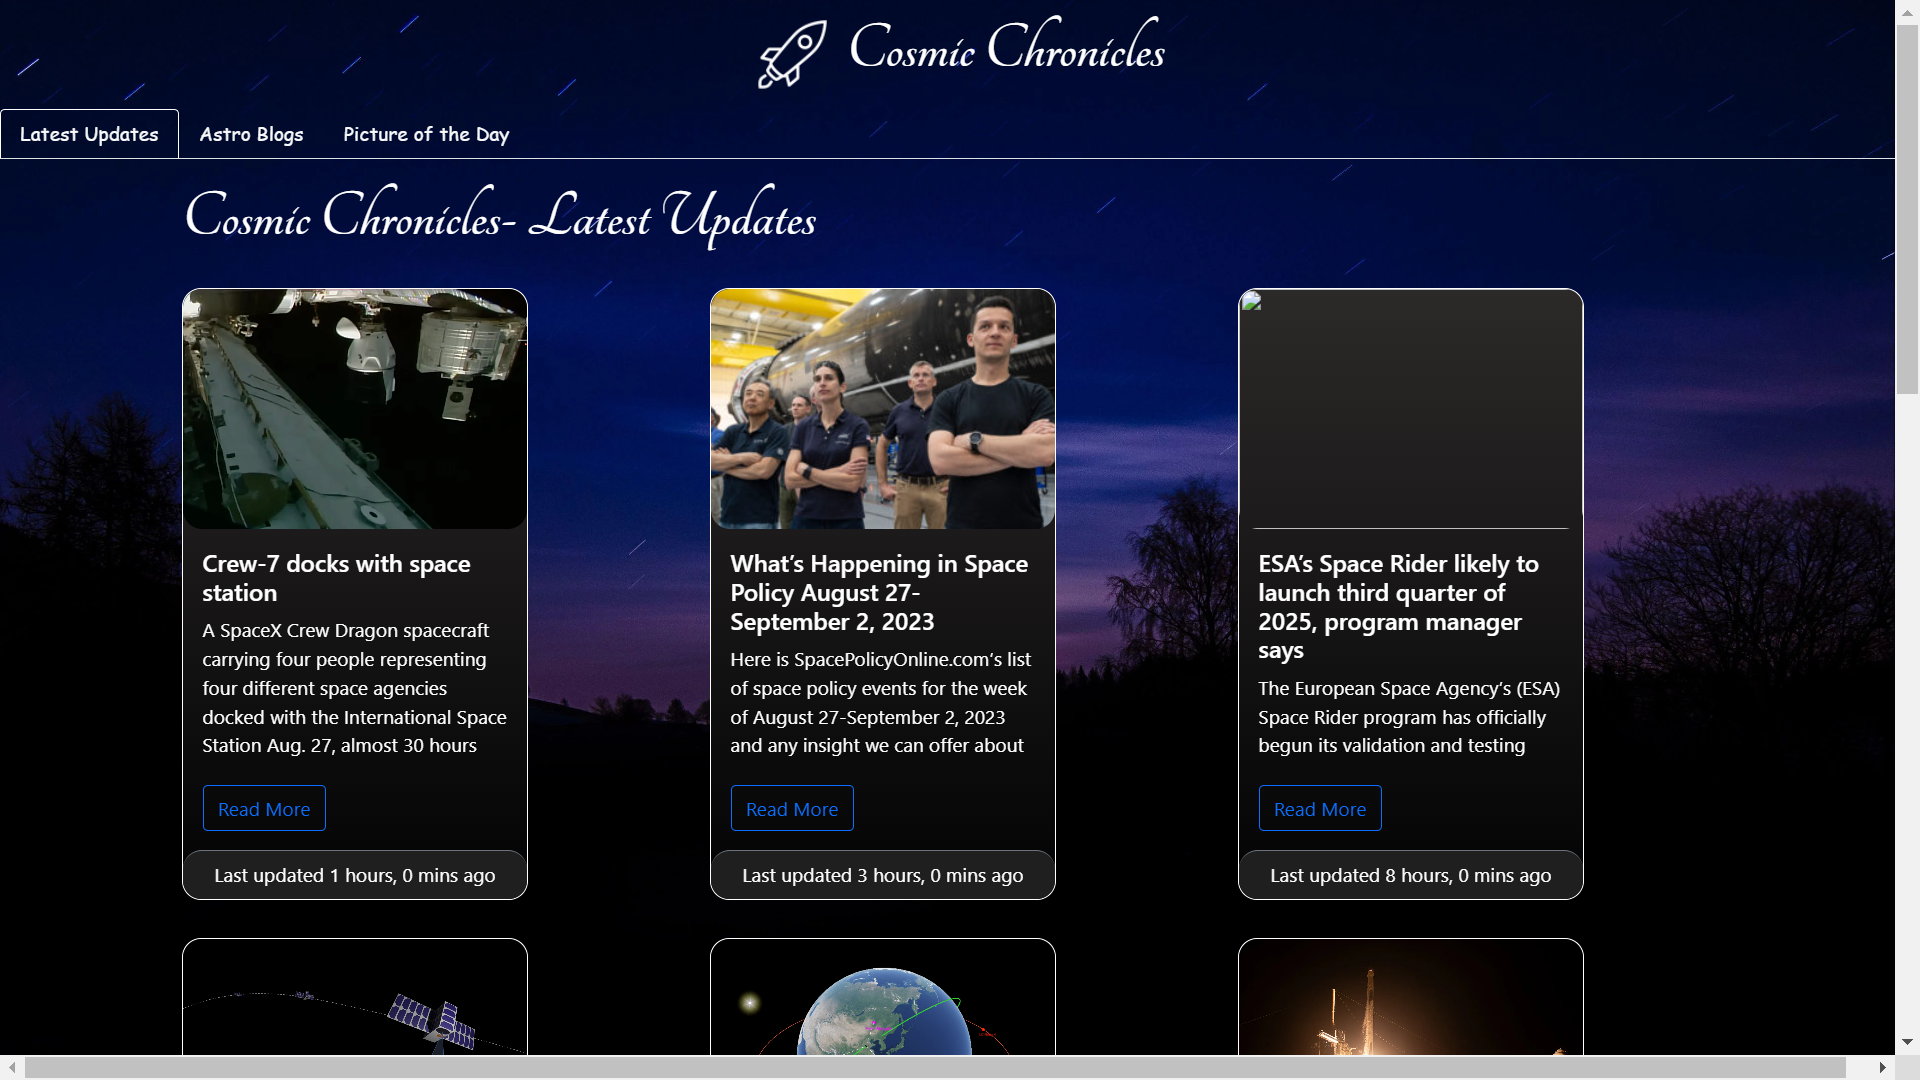 Cosmic Chronicles
Latest Updates
Astro Blogs
Picture of the Day
Cosmic Chronicles- Latest Updates
Crew-7 docks with space
station
A SpaceX Crew Dragon spacecraft
carrying four people representing
four different space agencies
docked with the International Space
Station Aug. 27, almost 30 hours
Read More
Last updated 1 hours, 0 mins ago
What’s Happening in Space
Policy August 27-
September 2, 2023
Here is SpacePolicyOnline.com’s list
of space policy events for the week
of August 27-September 2, 2023
and any insight we can offer about
Read More
Last updated 3 hours, 0 mins ago
ESA’s Space Rider likely to
launch third quarter of
2025, program manager
says
The European Space Agency’s (ESA)
Space Rider program has officially
begun its validation and testing
Read More
Last updated 8 hours, 0 mins ago